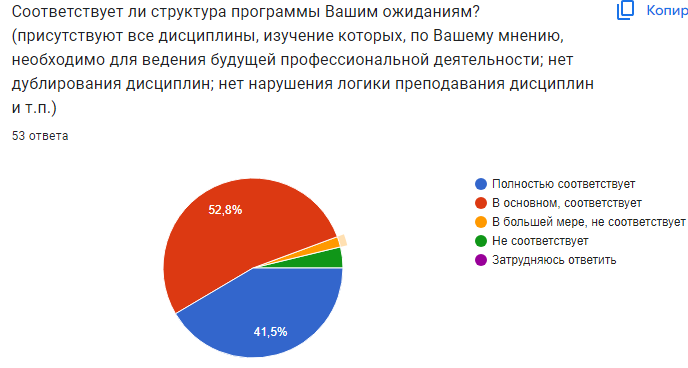 Соответствует ли структура программы Вашим ожиданиям?
(присутствуют все дисциплины, изучение которых, по Вашему мнению,
необходимо для ведения будущей профессиональной деятельности; нет
дублирования дисциплин; нет нарушения логики преподавания дисциплин
и т.п.)
Копир
53 ответа
52,8%
41,5%
Полностью соответствует
В основном, соответствует
В большей мере, не соответствует
Не соответствует
Затрудняюсь ответить